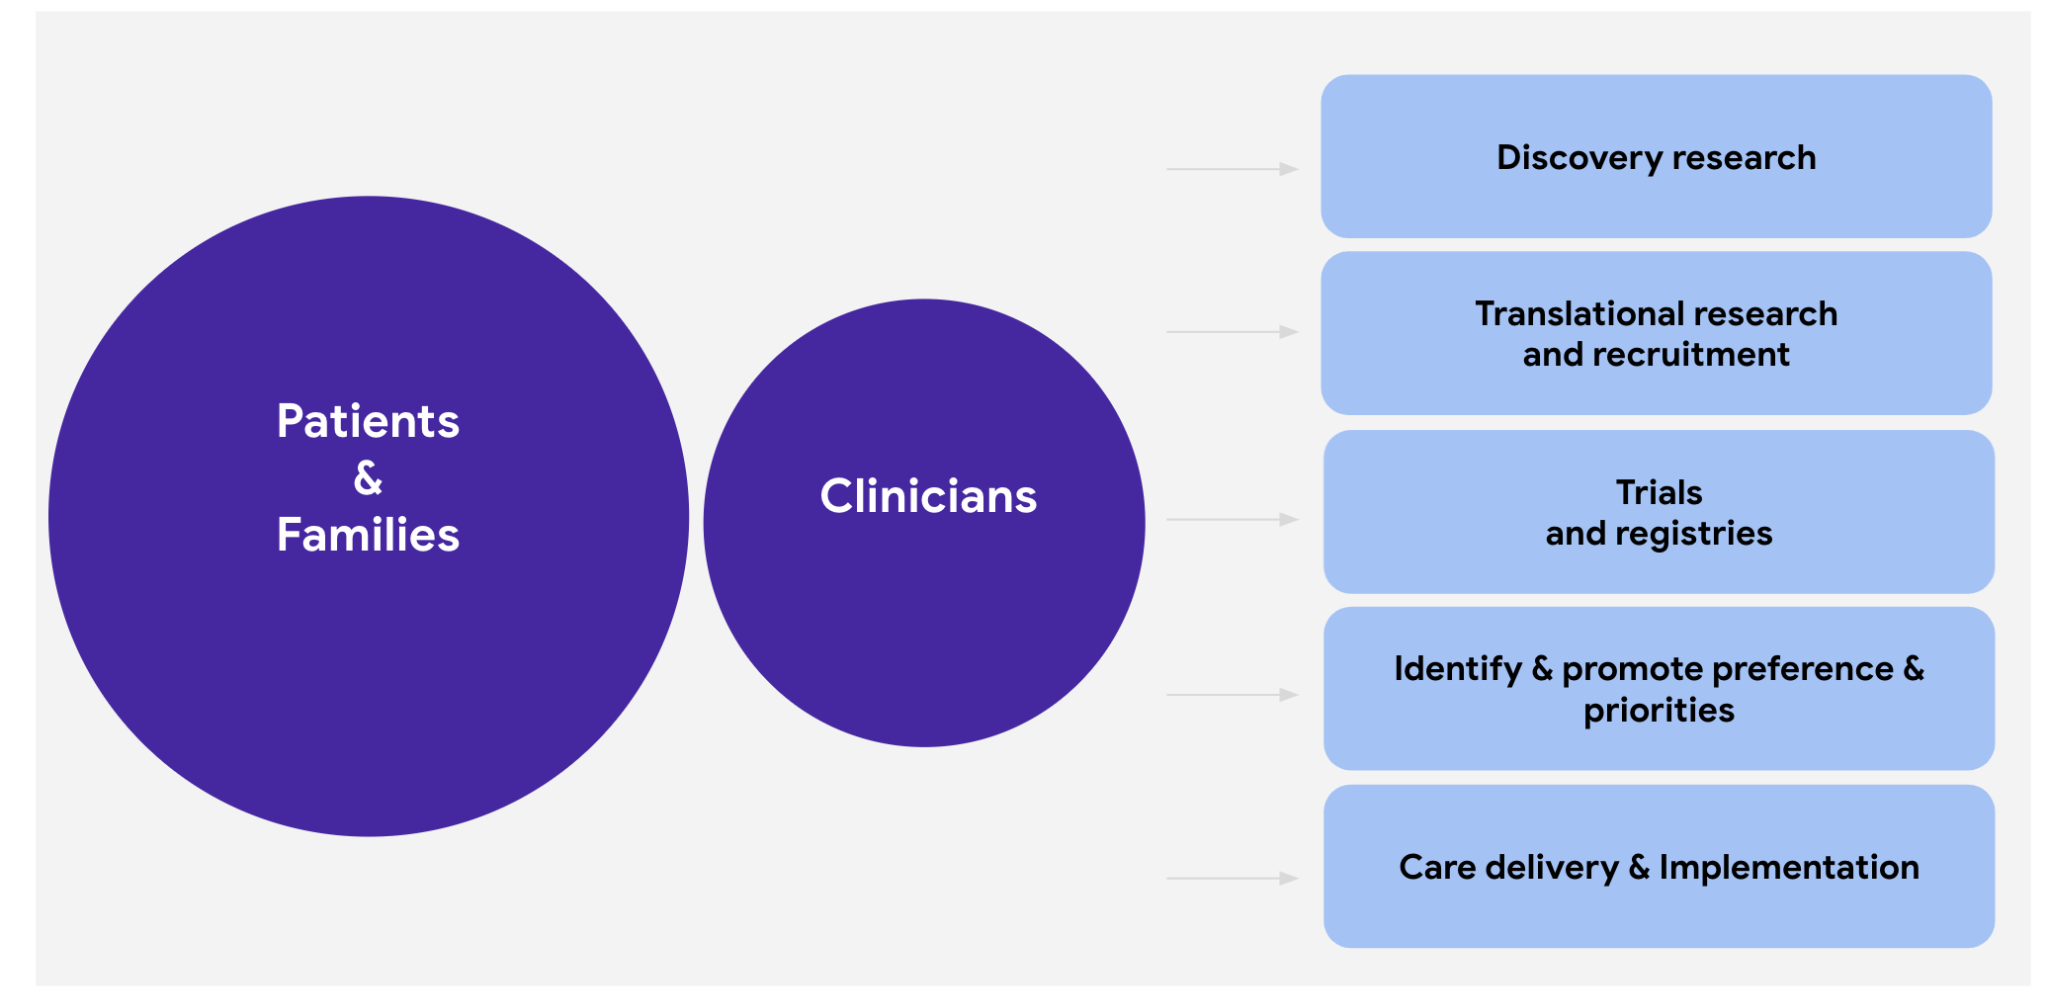 Patients
&
Families
Clinicians
Discovery research
Translational research
and recruitment
Trials
and registries
Identify & promote preference &
priorities
Care delivery & Implementation